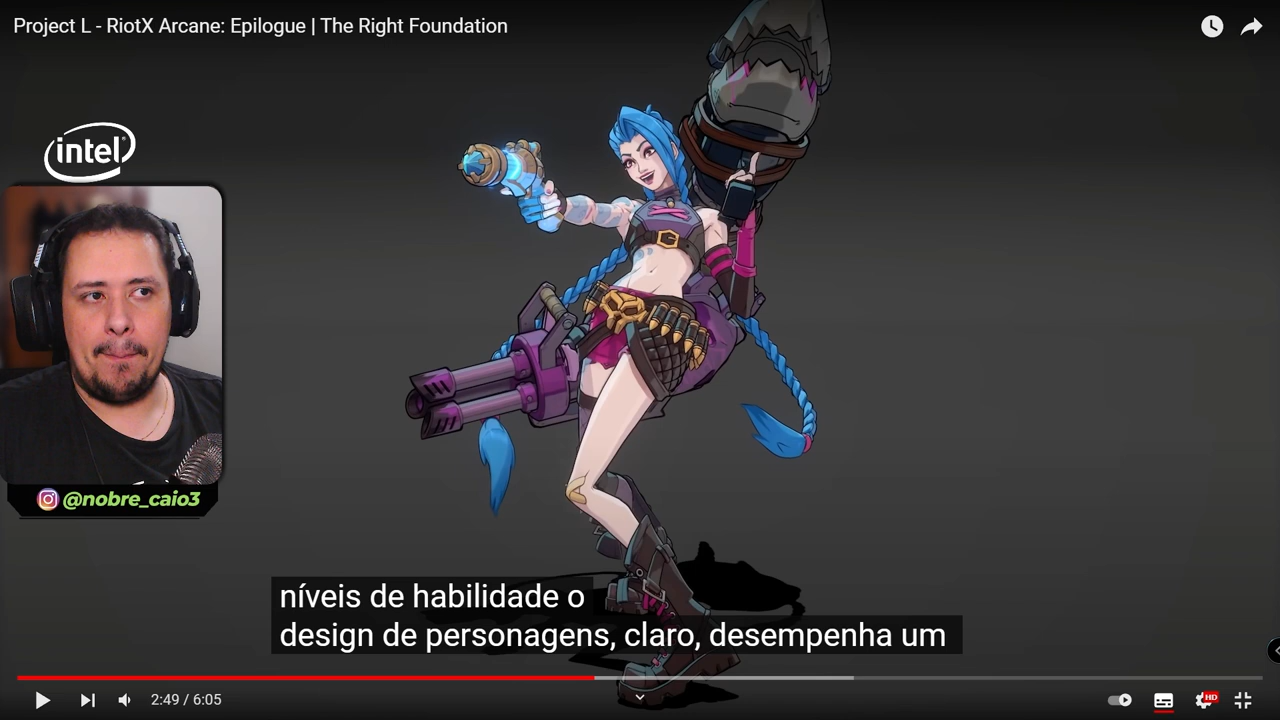 Project L - RiotX Arcane: Epilogue | The Right Foundation
intel
@nobre_caio3
níveis de habilidade o
design de personagens, claro, desempenha um
2:49 / 6:05
HD